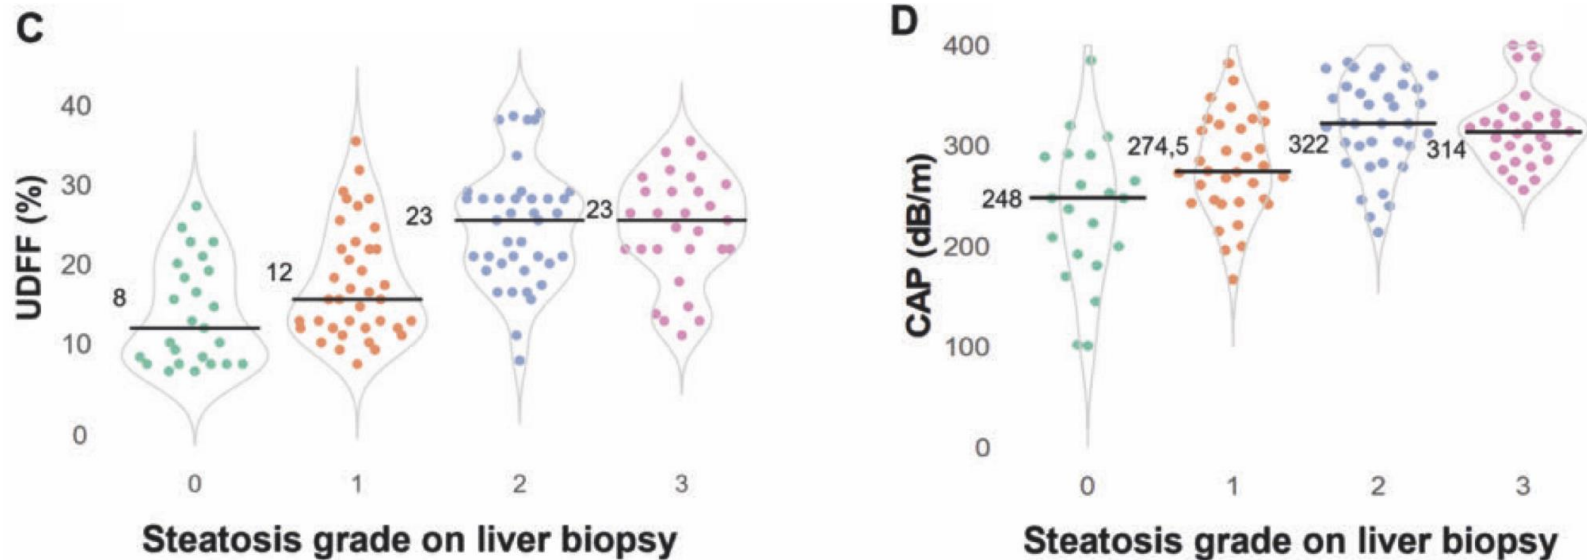 C
UDFF (%)
40
30
20
10
0
8
12
23
23
0 1 2 3
Steatosis grade on liver biopsy
D
CAP (dB/m)
400
300
200
100
0
248
274,5
322
314
0 1 2 3
Steatosis grade on liver biopsy